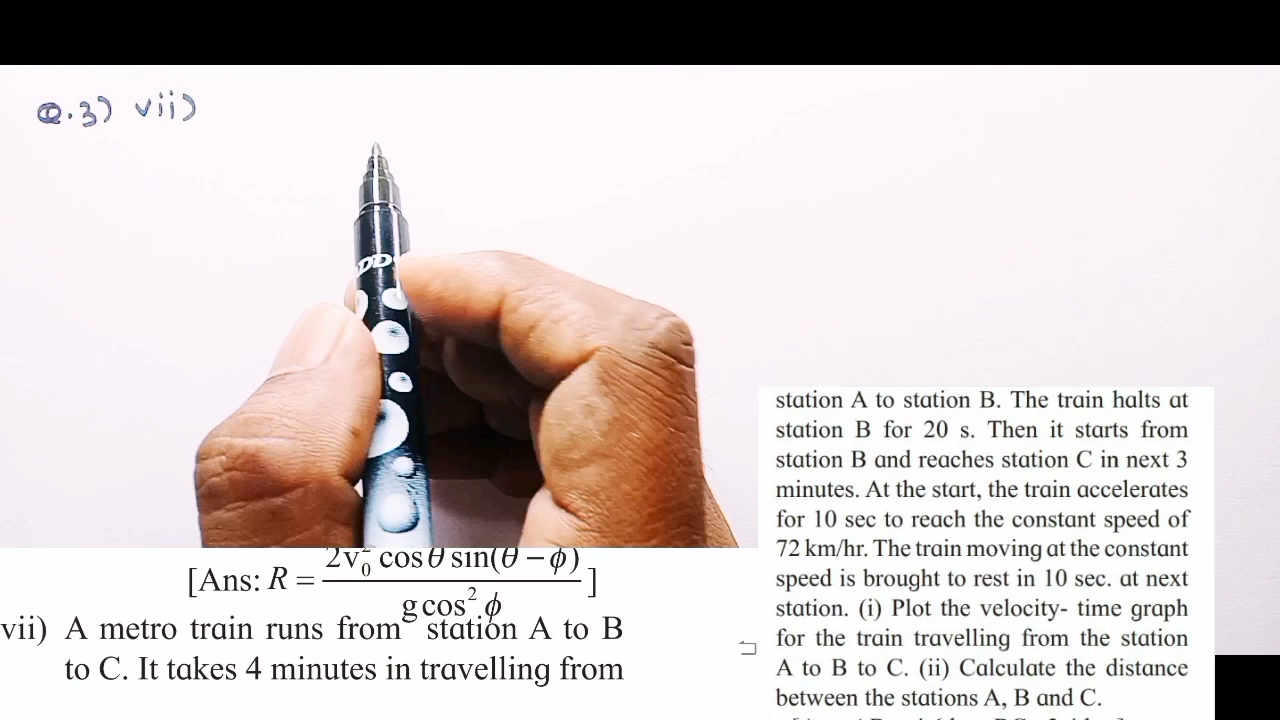 Q.3) vii)
DD
[Ans: R = 2v₀² cos θ sin(θ − ϕ) / g cos² ϕ ]
vii) A metro train runs from station A to B
to C. It takes 4 minutes in travelling from
station A to station B. The train halts at
station B for 20 s. Then it starts from
station B and reaches station C in next 3
minutes. At the start, the train accelerates
for 10 sec to reach the constant speed of
72 km/hr. The train moving at the constant
speed is brought to rest in 10 sec. at next
station. (i) Plot the velocity- time graph
for the train travelling from the station
A to B to C. (ii) Calculate the distance
between the stations A, B and C.